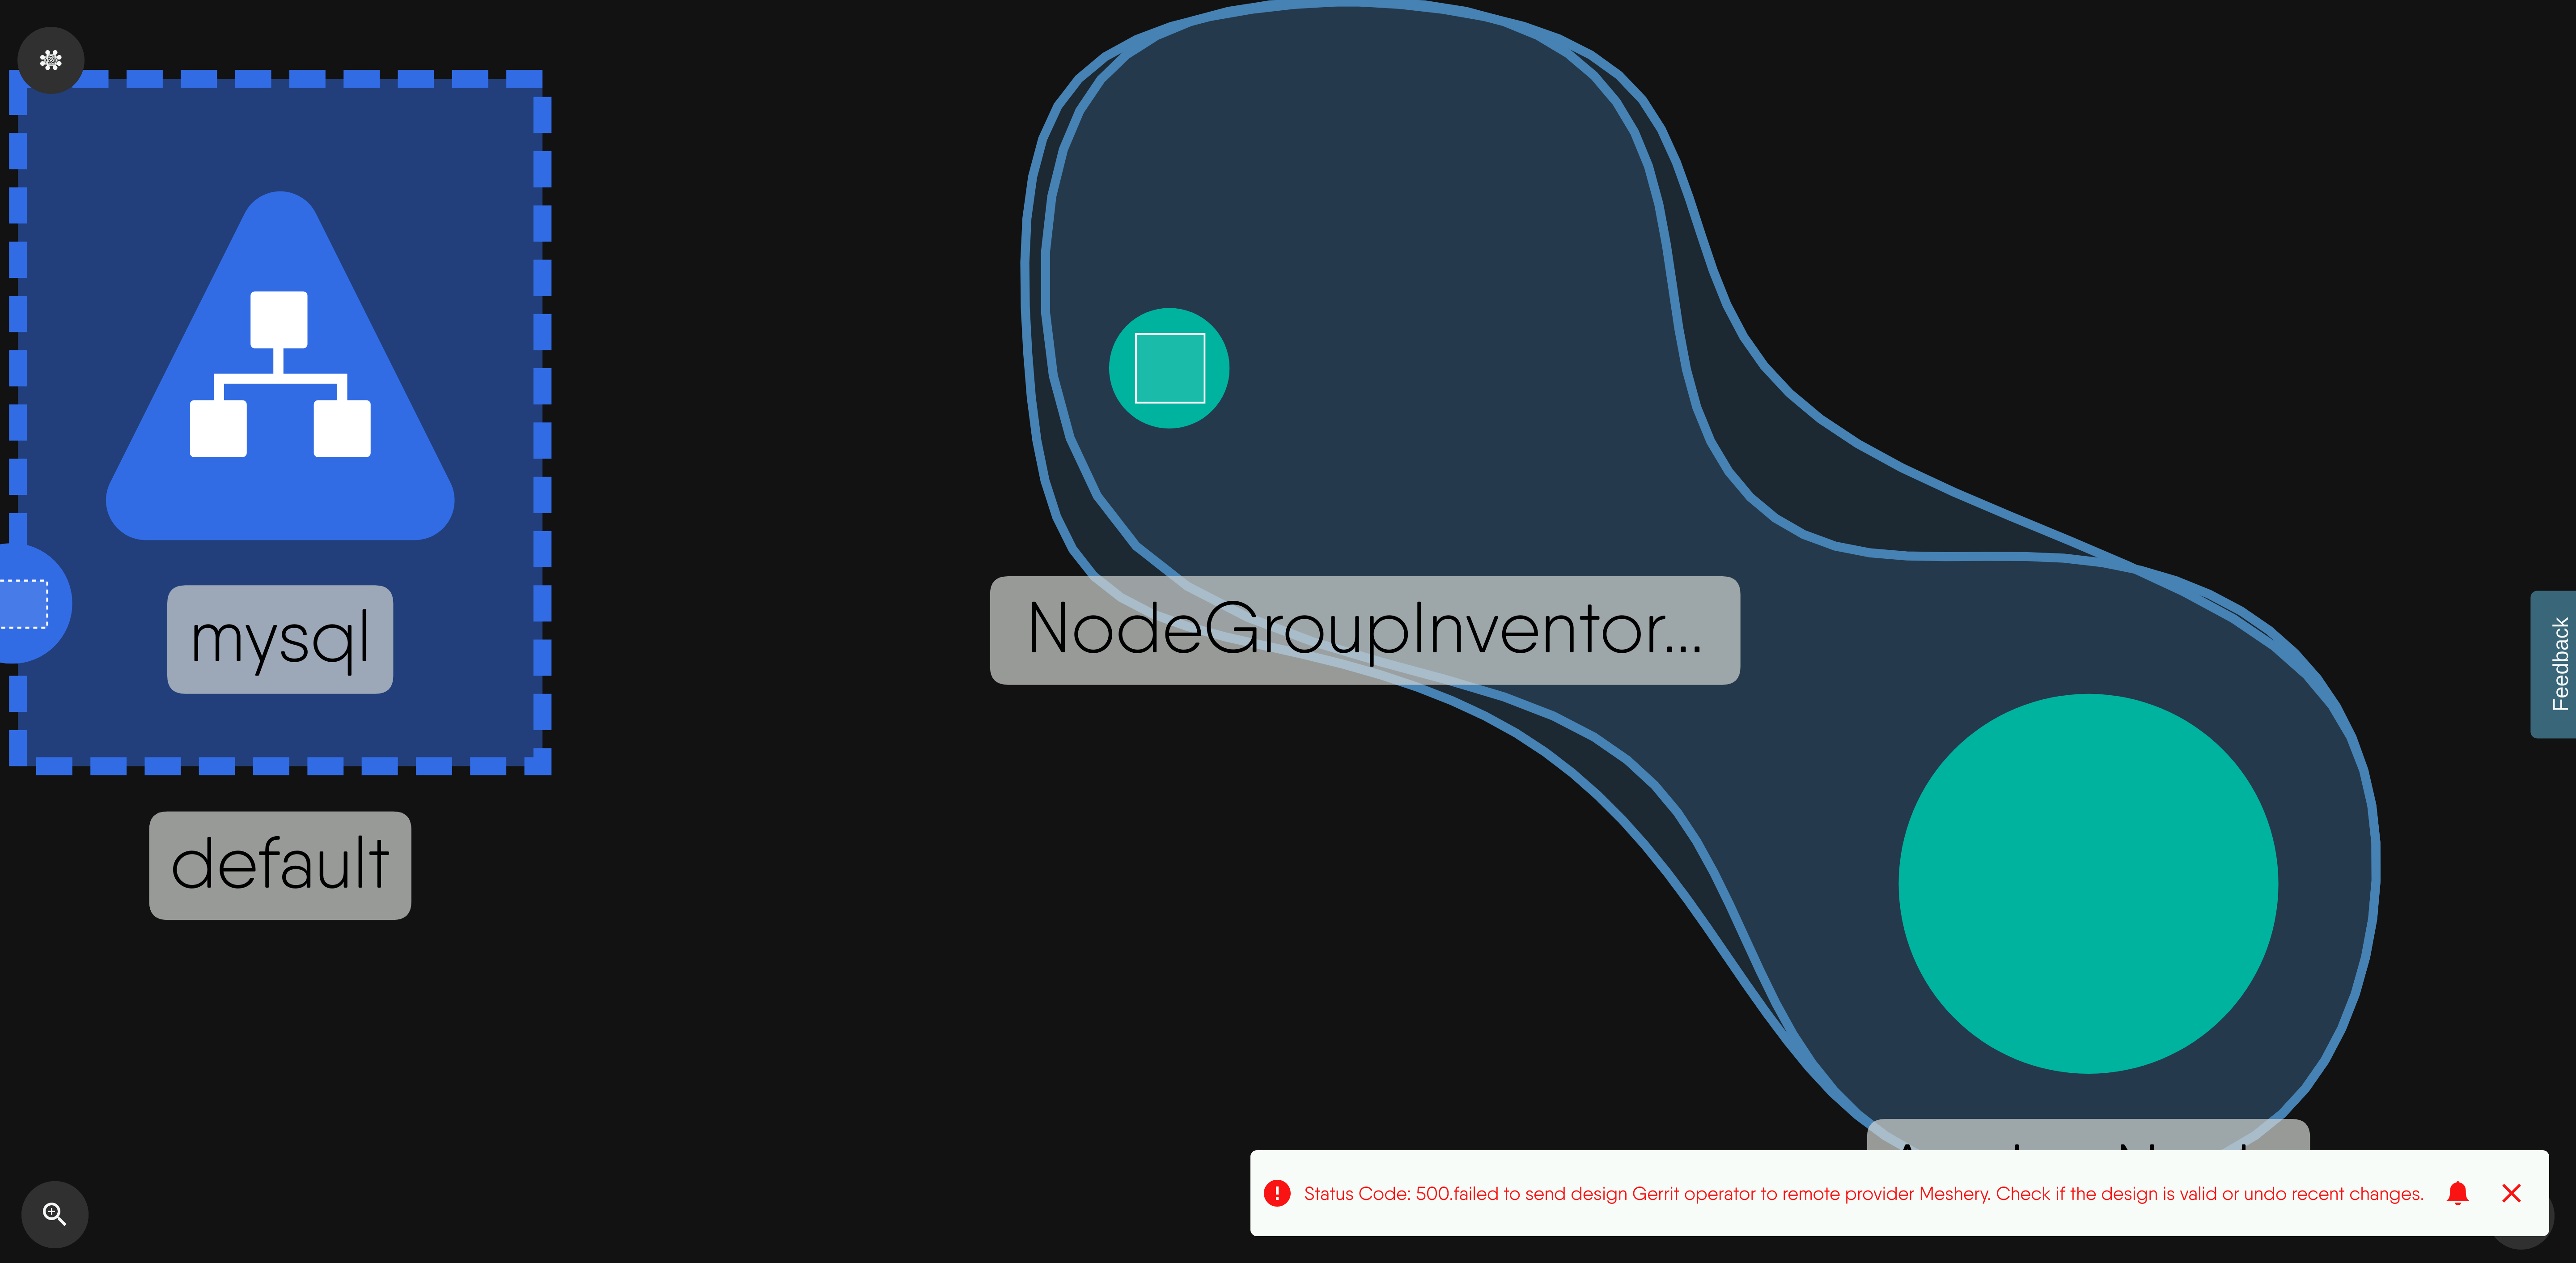 mysql
default
NodeGroupInventor...
Feedback
Status Code: 500.failed to send design Gerrit operator to remote provider Meshery. Check if the design is valid or undo recent changes.